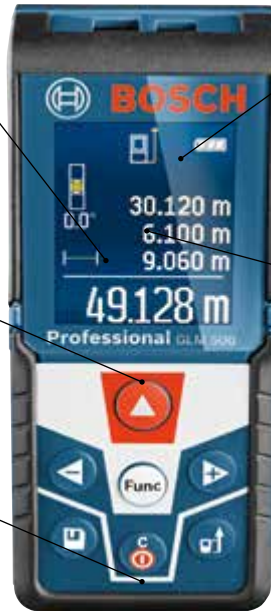 BOSCH
0.0°
30.120 m
6.100 m
9.060 m
49.128 m
Professional GLM 500
Func
C